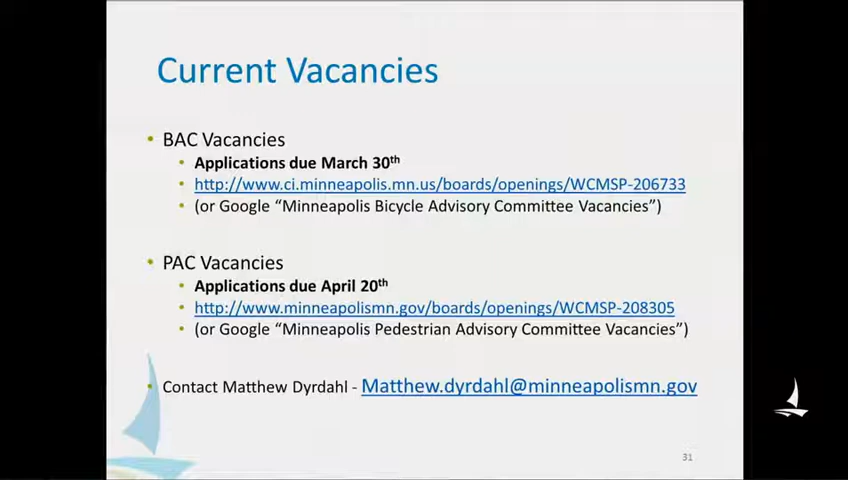 Current Vacancies
• BAC Vacancies
• Applications due March 30th
• http://www.ci.minneapolis.mn.us/boards/openings/WCMSP-206733
• (or Google “Minneapolis Bicycle Advisory Committee Vacancies”)
• PAC Vacancies
• Applications due April 20th
• http://www.minneapolismn.gov/boards/openings/WCMSP-208305
• (or Google “Minneapolis Pedestrian Advisory Committee Vacancies”)
• Contact Matthew Dyrdahl - Matthew.dyrdahl@minneapolismn.gov
31